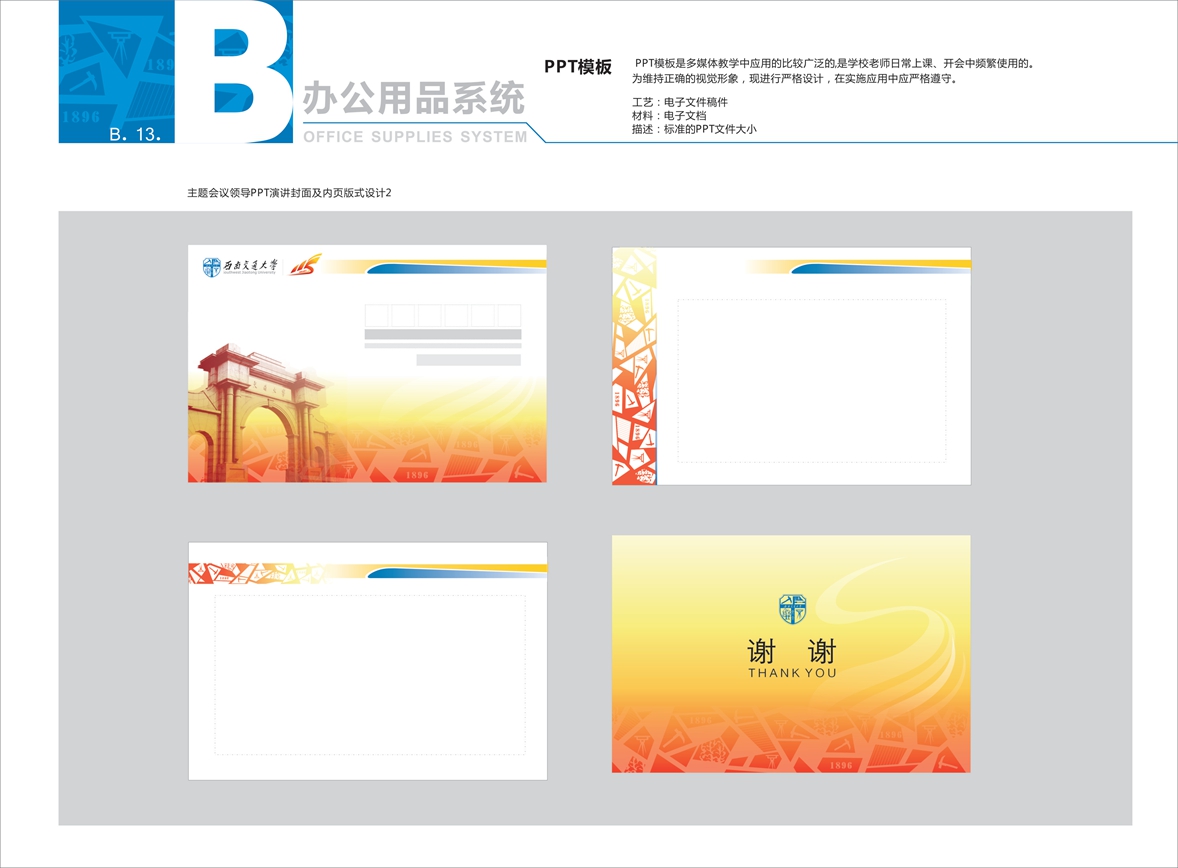 B
B. 13.
1896
189
办公用品系统
OFFICE SUPPLIES SYSTEM
PPT模板
PPT模板是多媒体教学中应用的比较广泛的,是学校老师日常上课、开会中频繁使用的。
为维持正确的视觉形象，现进行严格设计，在实施应用中应严格遵守。
工艺：电子文件稿件
材料：电子文档
描述：标准的PPT文件大小
主题会议领导PPT演讲封面及内页版式设计2
西南交通大学
Southwest Jiaotong University
115
1896
1896
谢 谢
THANK YOU
1896
1896